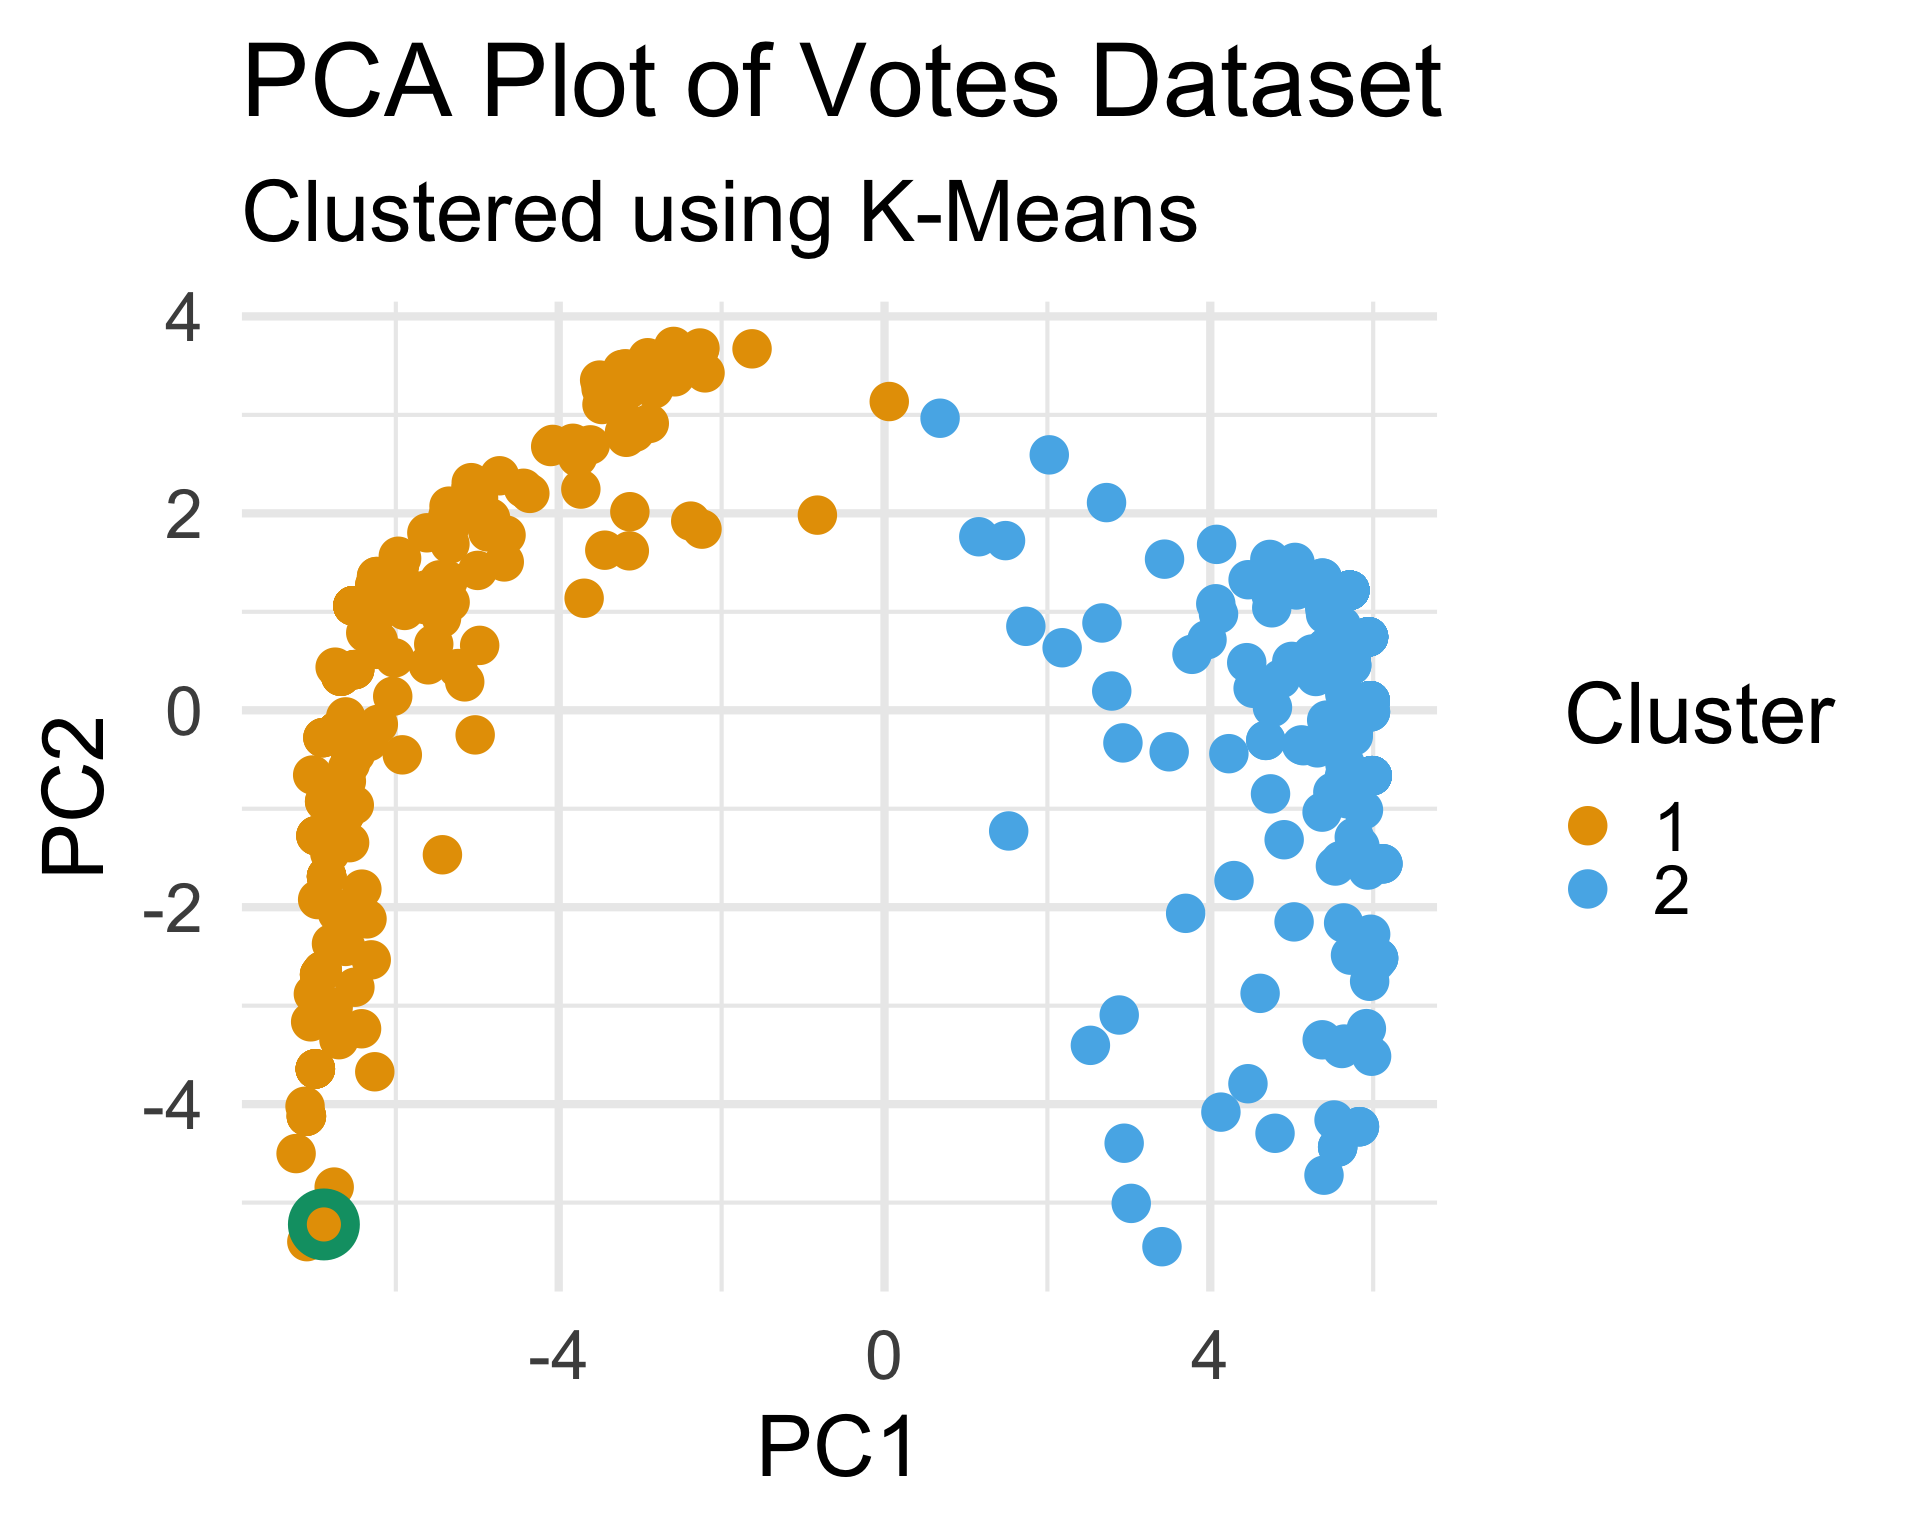 PCA Plot of Votes Dataset
Clustered using K-Means
4
2
0
-2
-4
PC2
-4 0 4
PC1
Cluster
1
2